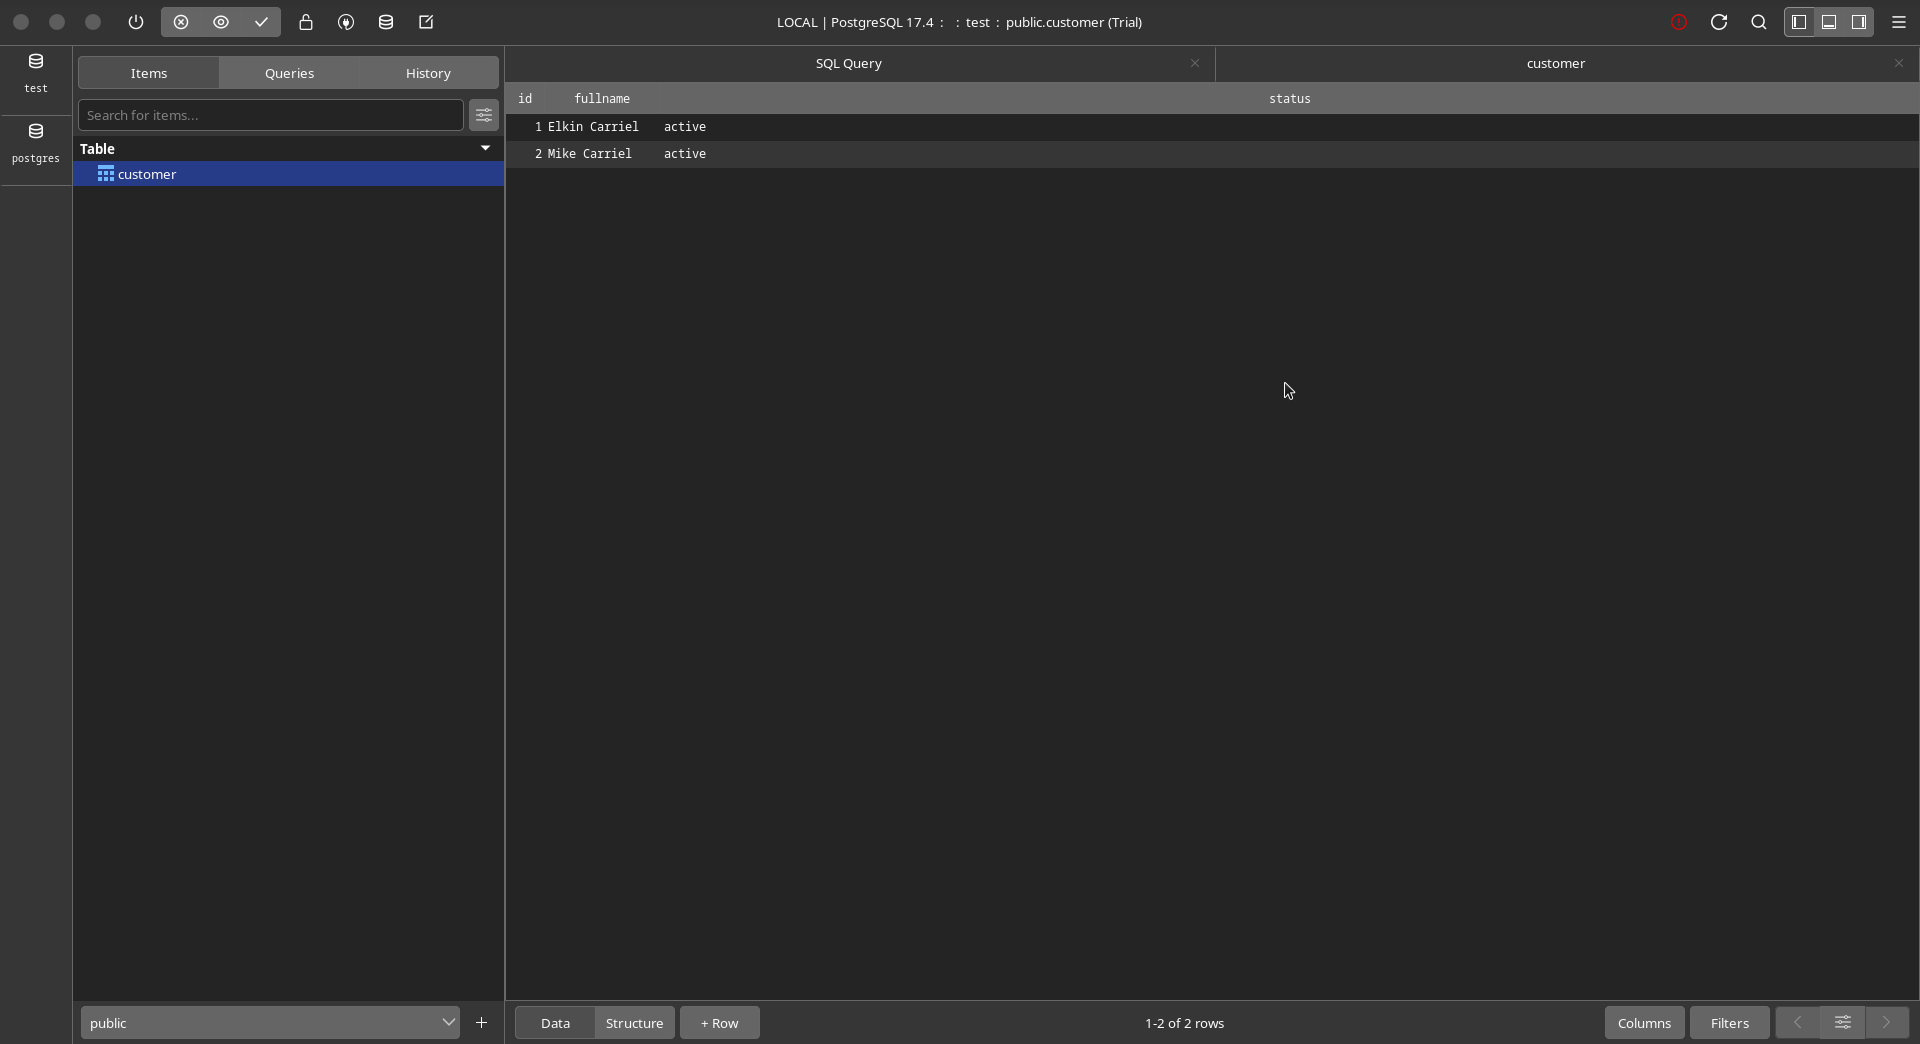 LOCAL | PostgreSQL 17.4 : : test : public.customer (Trial)
test
postgres
Items Queries History
Search for items...
Table
customer
SQL Query
customer
id fullname status
1 Elkin Carriel active
2 Mike Carriel active
public
Data Structure + Row
1-2 of 2 rows
Columns Filters